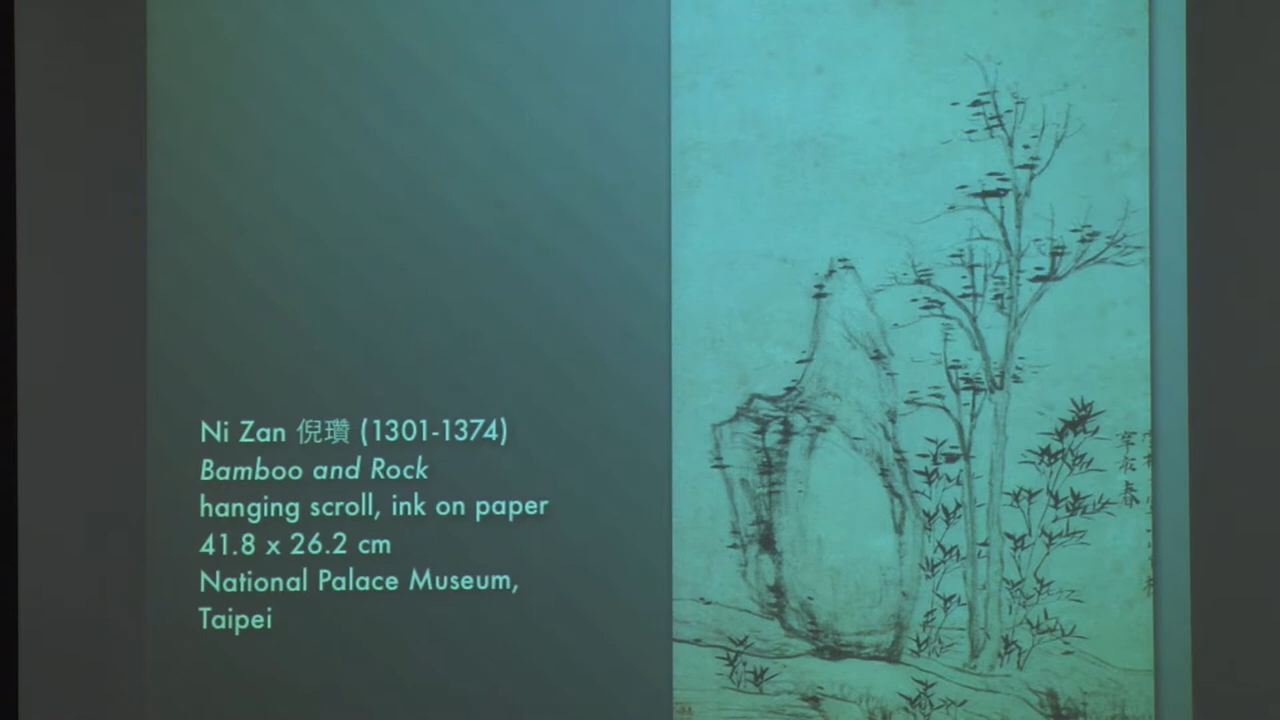 Ni Zan 倪瓚 (1301-1374)
Bamboo and Rock
hanging scroll, ink on paper
41.8 x 26.2 cm
National Palace Museum,
Taipei